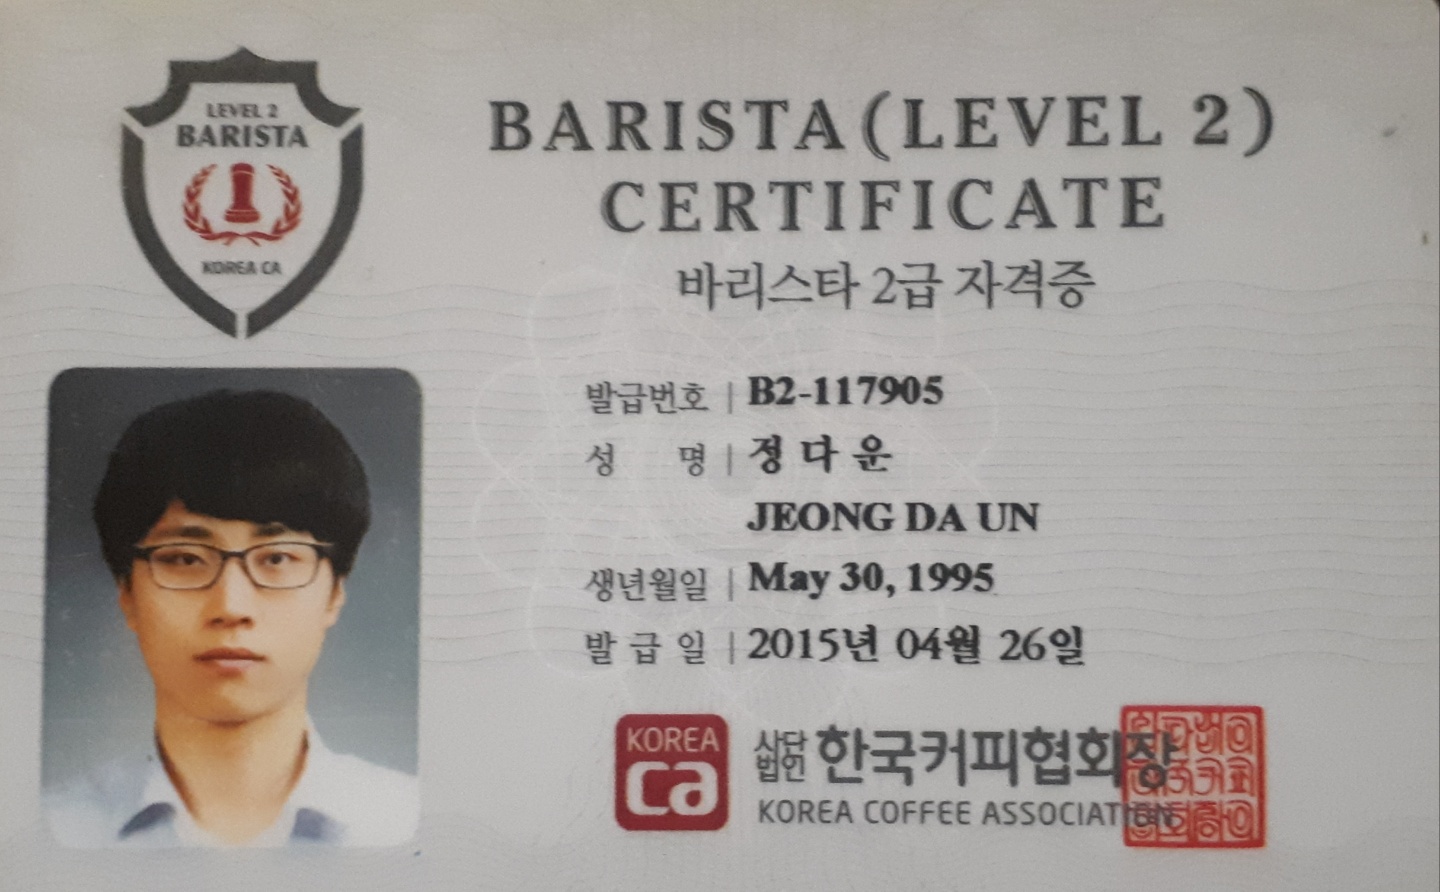 LEVEL 2
BARISTA
KOREA CA
BARISTA(LEVEL 2)
CERTIFICATE
바리스타 2급 자격증
발급번호 | B2-117905
성 명 | 정 다 운
JEONG DA UN
생년월일 | May 30, 1995
발 급 일 | 2015년 04월 26일
KOREA
ca
사단법인 한국커피협회장
KOREA COFFEE ASSOCIATION